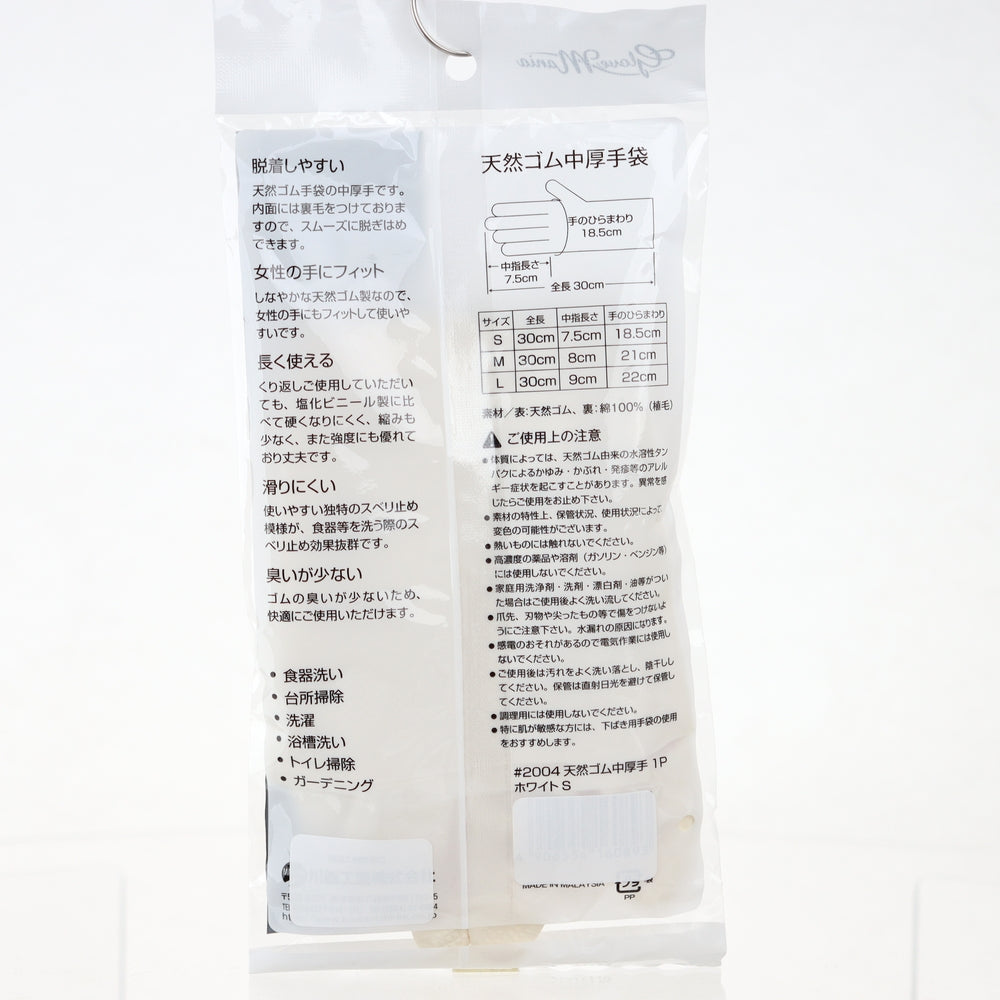 Glove Mania
脱着しやすい
天然ゴム手袋の中厚手です。
内面には裏毛をつけておりま
すので、スムーズに脱ぎはめ
できます。
女性の手にフィット
しなやかな天然ゴム製なので、
女性の手にもフィットして使いや
すいです。
長く使える
くり返しご使用していただい
ても、塩化ビニール製に比
べて硬くなりにくく、縮みも
少なく、また強度にも優れて
おり丈夫です。
滑りにくい
使いやすい独特のスベリ止め
模様が、食器等を洗う際のス
ベリ止め効果抜群です。
臭いが少ない
ゴムの臭いが少ないため、
快適にご使用いただけます。
• 食器洗い
• 台所掃除
• 洗濯
• 浴槽洗い
• トイレ掃除
• ガーデニング
天然ゴム中厚手袋
手のひらまわり
18.5cm
中指長さ
7.5cm
全長 30cm
サイズ 全長 中指長さ 手のひらまわり
S 30cm 7.5cm 18.5cm
M 30cm 8cm 21cm
L 30cm 9cm 22cm
素材／表:天然ゴム、裏:綿100%（植毛）
ご使用上の注意
●体質によっては、天然ゴム由来の水溶性タン
パクによるかゆみ・かぶれ・発疹等のアレル
ギー症状を起こすことがあります。異常を感
じたらご使用をお止め下さい。
●素材の特性上、保管状況、使用状況によって
変色の可能性がございます。
●熱いものには触れないでください。
●高濃度の薬品や溶剤（ガソリン・ベンジン等）
には使用しないでください。
●家庭用洗浄剤・洗剤・漂白剤・油等がつい
た場合はご使用後よく洗い流してください。
●爪先、刃物や尖ったもの等で傷をつけないよ
うにご注意下さい。水漏れの原因になります。
●感電のおそれがあるので電気作業には使用し
ないでください。
●ご使用後は汚れをよく洗い落とし、陰干しし
てください。保管は直射日光を避けて保管し
てください。
●調理用には使用しないでください。
●特に肌が敏感な方には、下ばき用手袋の使用
をおすすめします。
#2004 天然ゴム中厚手 1P
ホワイト S
MADE IN MALAYSIA
プラ
PP